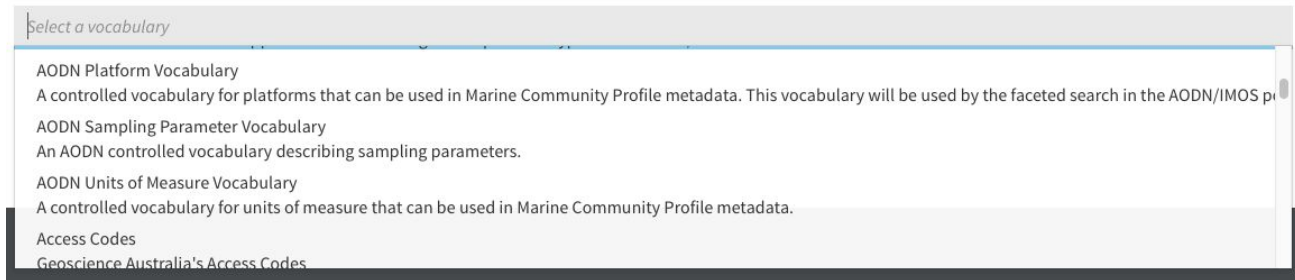 Select a vocabulary
AODN Platform Vocabulary
A controlled vocabulary for platforms that can be used in Marine Community Profile metadata. This vocabulary will be used by the faceted search in the AODN/IMOS
AODN Sampling Parameter Vocabulary
An AODN controlled vocabulary describing sampling parameters.
AODN Units of Measure Vocabulary
A controlled vocabulary for units of measure that can be used in Marine Community Profile metadata.
Access Codes
Geoscience Australia's Access Codes